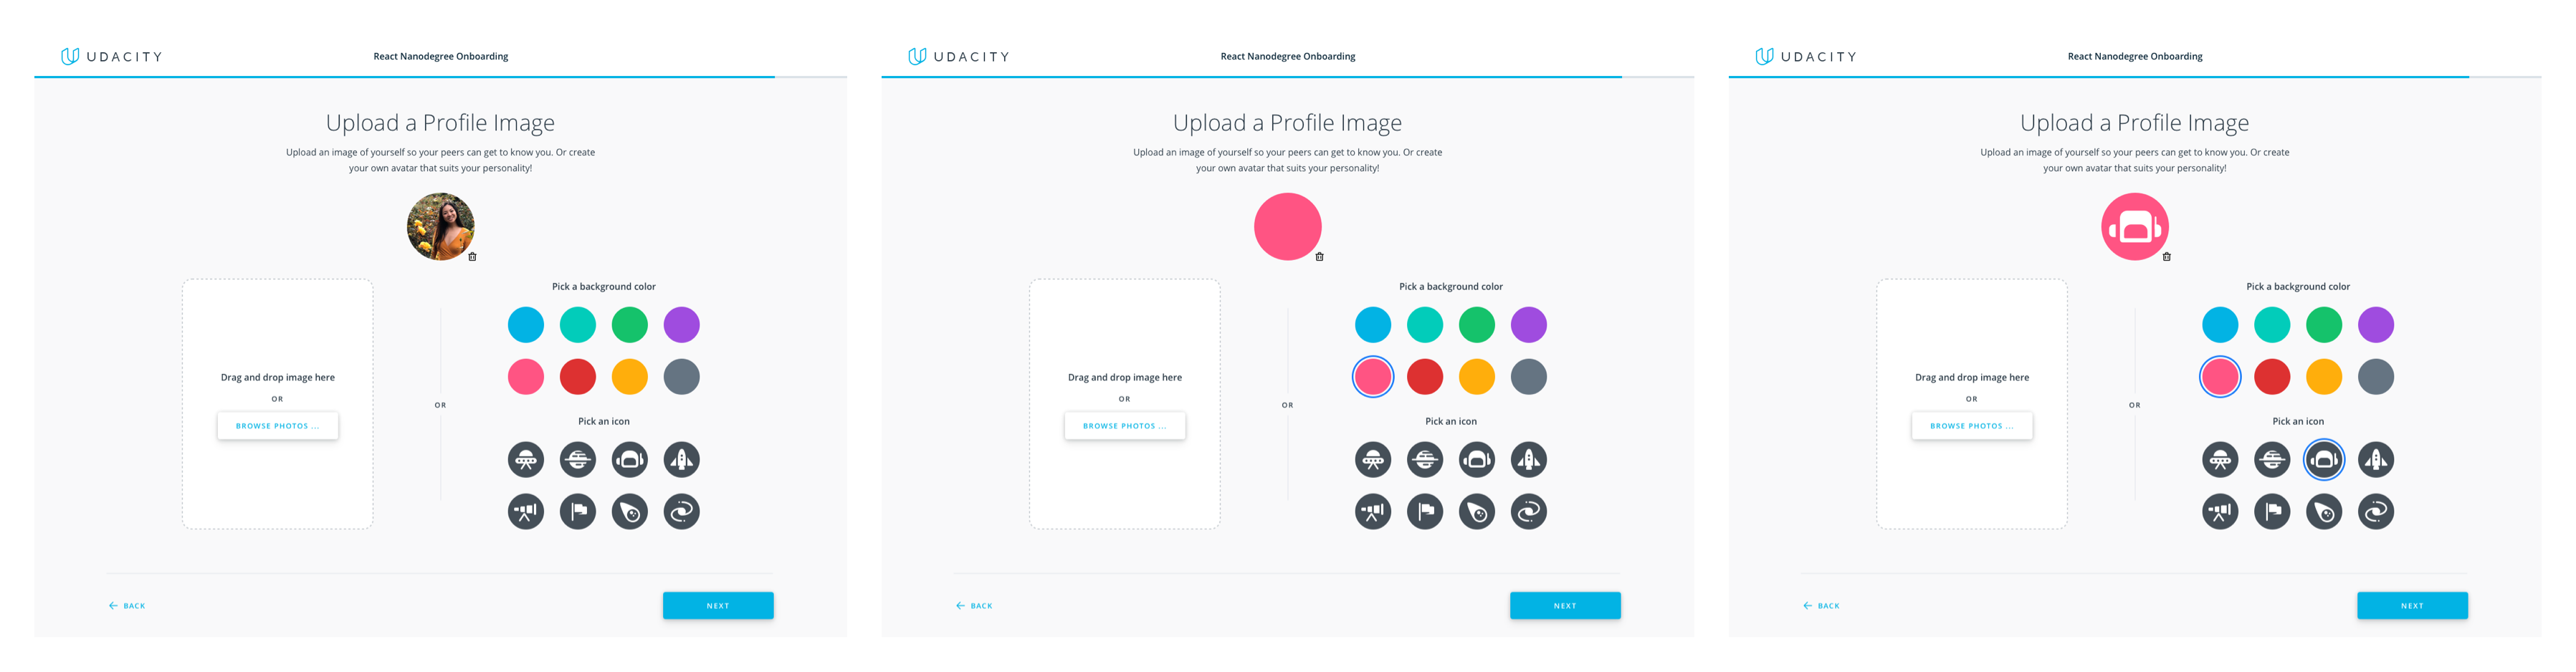 UDACITY
React Nanodegree Onboarding
Upload a Profile Image
Upload an image of yourself so your peers can get to know you. Or create
your own avatar that suits your personality!
Pick a background color
Drag and drop image here
OR
BROWSE PHOTOS ...
OR
Pick an icon
BACK
NEXT
UDACITY
React Nanodegree Onboarding
Upload a Profile Image
Upload an image of yourself so your peers can get to know you. Or create
your own avatar that suits your personality!
Pick a background color
Drag and drop image here
OR
BROWSE PHOTOS ...
OR
Pick an icon
BACK
NEXT
UDACITY
React Nanodegree Onboarding
Upload a Profile Image
Upload an image of yourself so your peers can get to know you. Or create
your own avatar that suits your personality!
Pick a background color
Drag and drop image here
OR
BROWSE PHOTOS ...
OR
Pick an icon
BACK
NEXT